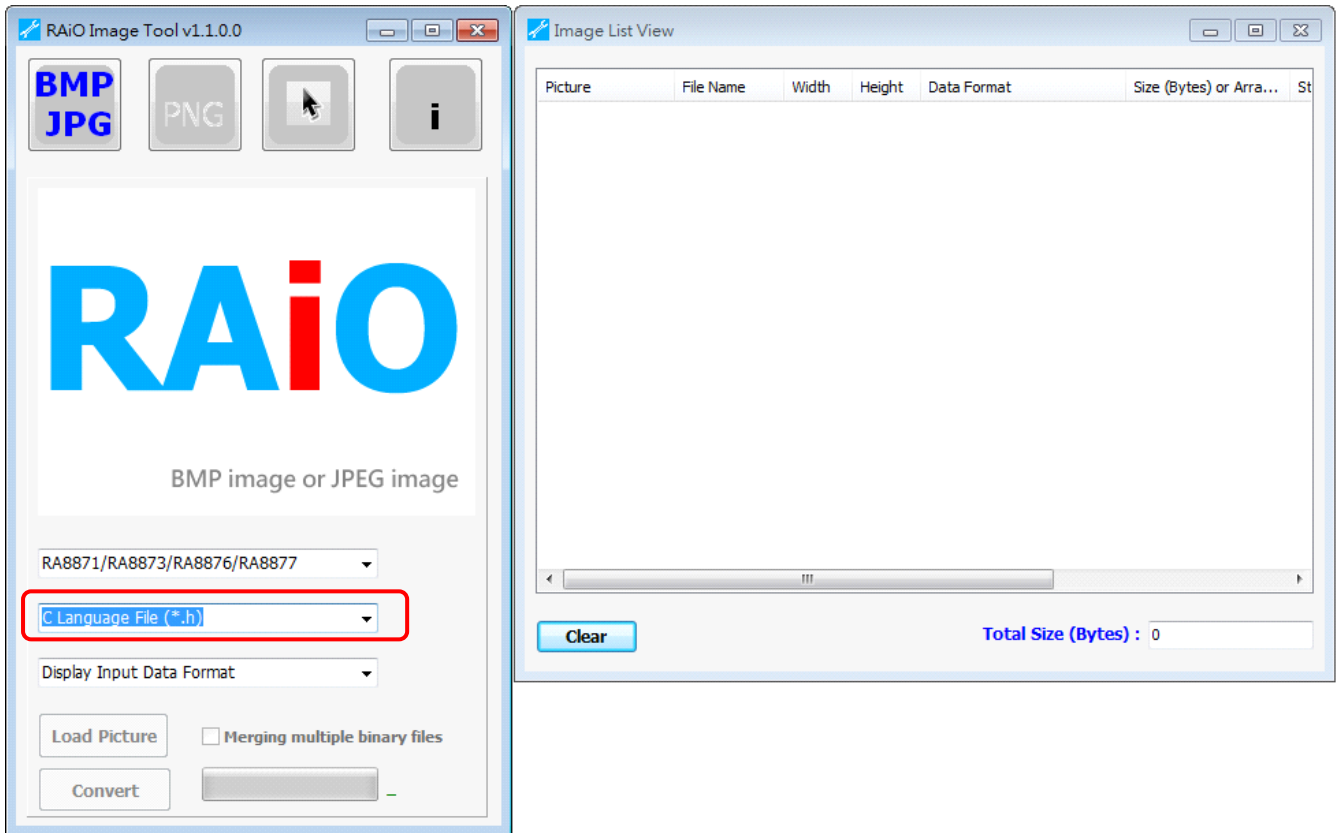 RAiO Image Tool v1.1.0.0
BMP
JPG
PNG
i
RAiO
BMP image or JPEG image
RA8871/RA8873/RA8876/RA8877
C Language File (*.h)
Display Input Data Format
Load Picture
Merging multiple binary files
Convert
_
Image List View
Picture File Name Width Height Data Format Size (Bytes) or Arra... St
Clear
Total Size (Bytes) : 0